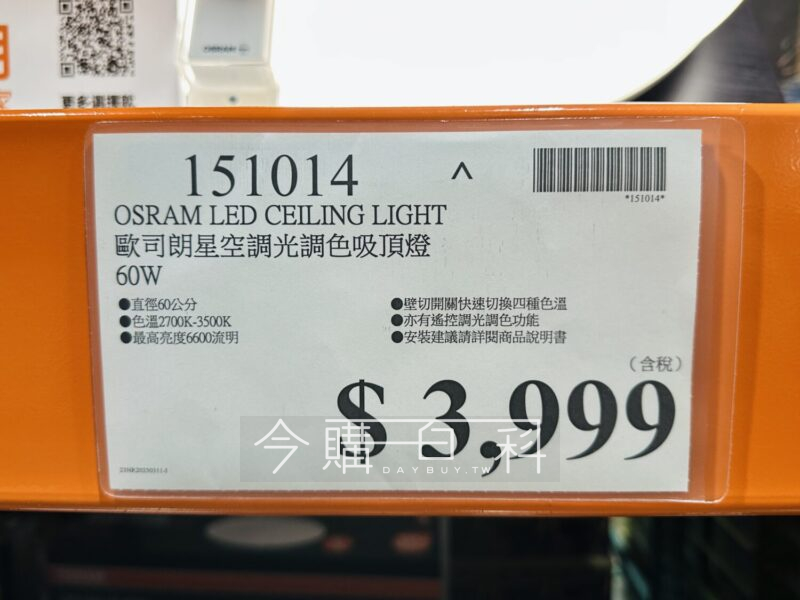 OSRAM
151014
^
*151014*
OSRAM LED CEILING LIGHT
歐司朗星空調光調色吸頂燈
60W
●直徑60公分
●色溫2700K-3500K
●最高亮度6600流明
●壁切開關快速切換四種色溫
●亦有遙控調光調色功能
●安裝建議請詳閱商品說明書
(含稅)
$ 3,999
今購百科
DAYBUY.TW